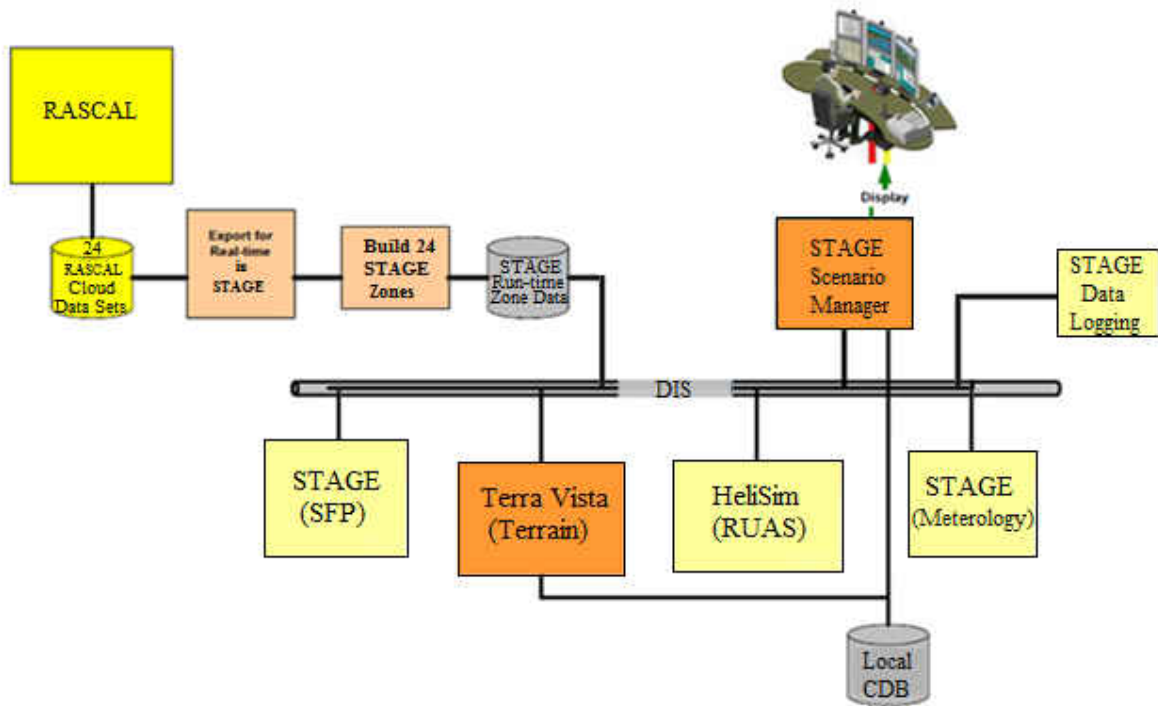 RASCAL
24
RASCAL
Cloud
Data Sets
Export for
Real-time
is
STAGE
Build 24
STAGE
Zones
STAGE
Run-time
Zone Data
Display
STAGE
Scenario
Manager
STAGE
Data
Logging
DIS
STAGE
(SFP)
Terra Vista
(Terrain)
HeliSim
(RUAS)
STAGE
(Meterology)
Local
CDB